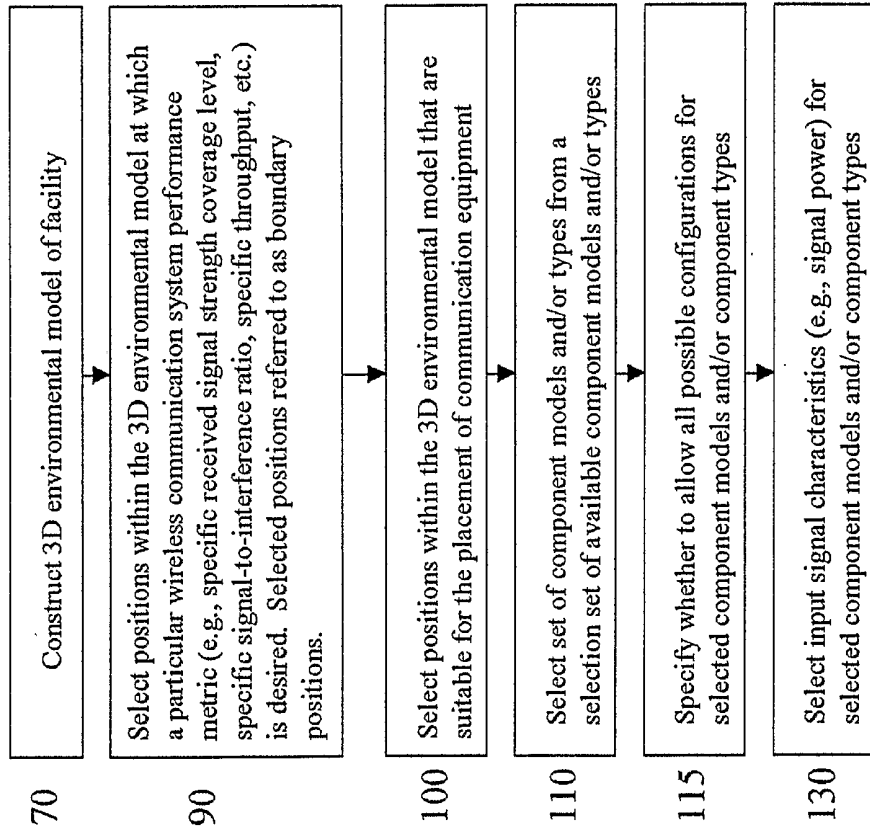 70
Construct 3D environmental model of facility
90
Select positions within the 3D environment model at which
a particular wireless communication system performance
metric (e.g., specific received signal strength coverage level,
specific signal-to-interference ratio, specific throughput, etc.)
is desired. Selected positions referred to as boundary
positions.
100
Select positions within the 3D environment model that are
suitable for the placement of communication equipment
110
Select set of component models and/or types from a
selection set of available component models and/or types
115
Specify whether to allow all possible configurations for
selected component models and/or component types
130
Select input signal characteristics (e.g., signal power) for
selected component models and/or component types